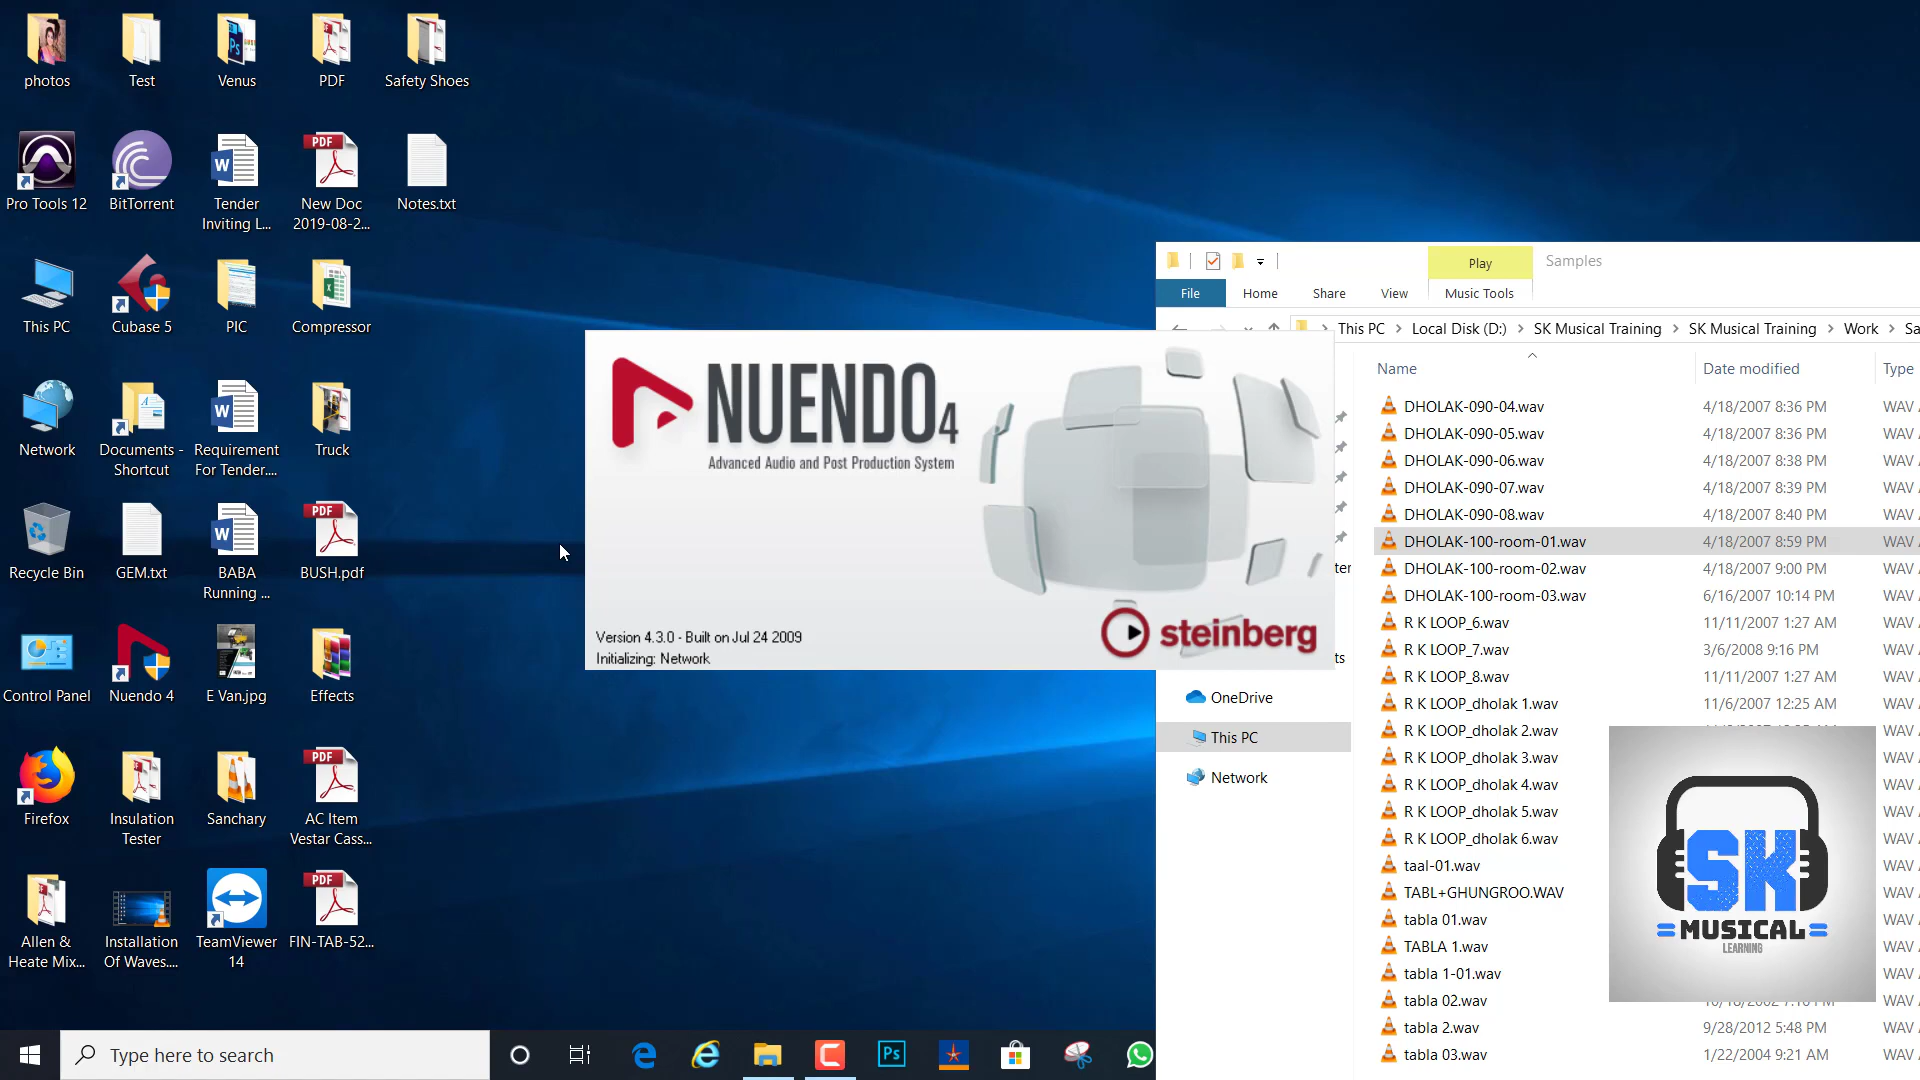 photos
Test
Venus
PDF
Safety Shoes
Pro Tools 12
BitTorrent
Tender
Inviting L...
New Doc
2019-08-2...
Notes.txt
This PC
Cubase 5
PIC
Compressor
Network
Documents -
Shortcut
Requirement
For Tender....
Truck
Recycle Bin
GEM.txt
BABA
Running ...
BUSH.pdf
Control Panel
Nuendo 4
E Van.jpg
Effects
Firefox
Insulation
Tester
Sanchary
AC Item
Vestar Cass...
Allen &
Heate Mix...
Installation
Of Waves....
TeamViewer
14
FIN-TAB-52...
NUENDO4
Advanced Audio and Post Production System
Version 4.3.0 - Built on Jul 24 2009
Initializing: Network
steinberg
Play
Samples
File
Home
Share
View
Music Tools
This PC > Local Disk (D:) > SK Musical Training > SK Musical Training > Work > Sa
Name
Date modified
Type
DHOLAK-090-04.wav 4/18/2007 8:36 PM WAV
DHOLAK-090-05.wav 4/18/2007 8:36 PM WAV
DHOLAK-090-06.wav 4/18/2007 8:38 PM WAV
DHOLAK-090-07.wav 4/18/2007 8:39 PM WAV
DHOLAK-090-08.wav 4/18/2007 8:40 PM WAV
DHOLAK-100-room-01.wav 4/18/2007 8:59 PM WAV
DHOLAK-100-room-02.wav 4/18/2007 9:00 PM WAV
DHOLAK-100-room-03.wav 6/16/2007 10:14 PM WAV
R K LOOP_6.wav 11/11/2007 1:27 AM WAV
R K LOOP_7.wav 3/6/2008 9:16 PM WAV
R K LOOP_8.wav 11/11/2007 1:27 AM WAV
R K LOOP_dholak 1.wav 11/6/2007 12:25 AM WAV
R K LOOP_dholak 2.wav WAV
R K LOOP_dholak 3.wav WAV
R K LOOP_dholak 4.wav WAV
R K LOOP_dholak 5.wav WAV
R K LOOP_dholak 6.wav WAV
taal-01.wav WAV
TABL+GHUNGROO.WAV WAV
tabla 01.wav WAV
TABLA 1.wav WAV
tabla 1-01.wav WAV
tabla 02.wav WAV
tabla 2.wav 9/28/2012 5:48 PM WAV
tabla 03.wav 1/22/2004 9:21 AM WAV
OneDrive
This PC
Network
SK
MUSICAL
LEARNING
Type here to search
Ps